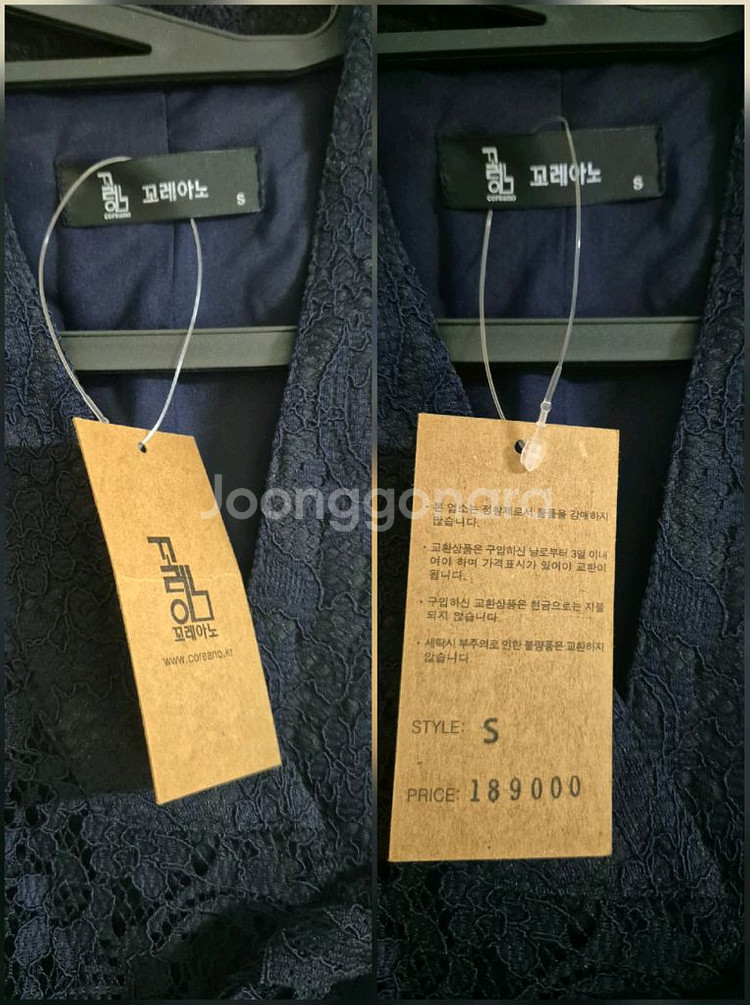 꼬레아노
coreano
S
꼬레아노
www.coreano.kr
꼬레아노
coreano
S
Joonggonara
· 본 업소는 정찰제로서 물품을 강매하지
않습니다.
· 교환상품은 구입하신 날로부터 3일 이내
여야 하며 가격표시가 있어야 교환이
됩니다.
· 구입하신 교환상품은 현금으로는 지불
되지 않습니다.
· 세탁시 부주의로 인한 불량품은 교환하지
않습니다.
STYLE: S
PRICE: 189000